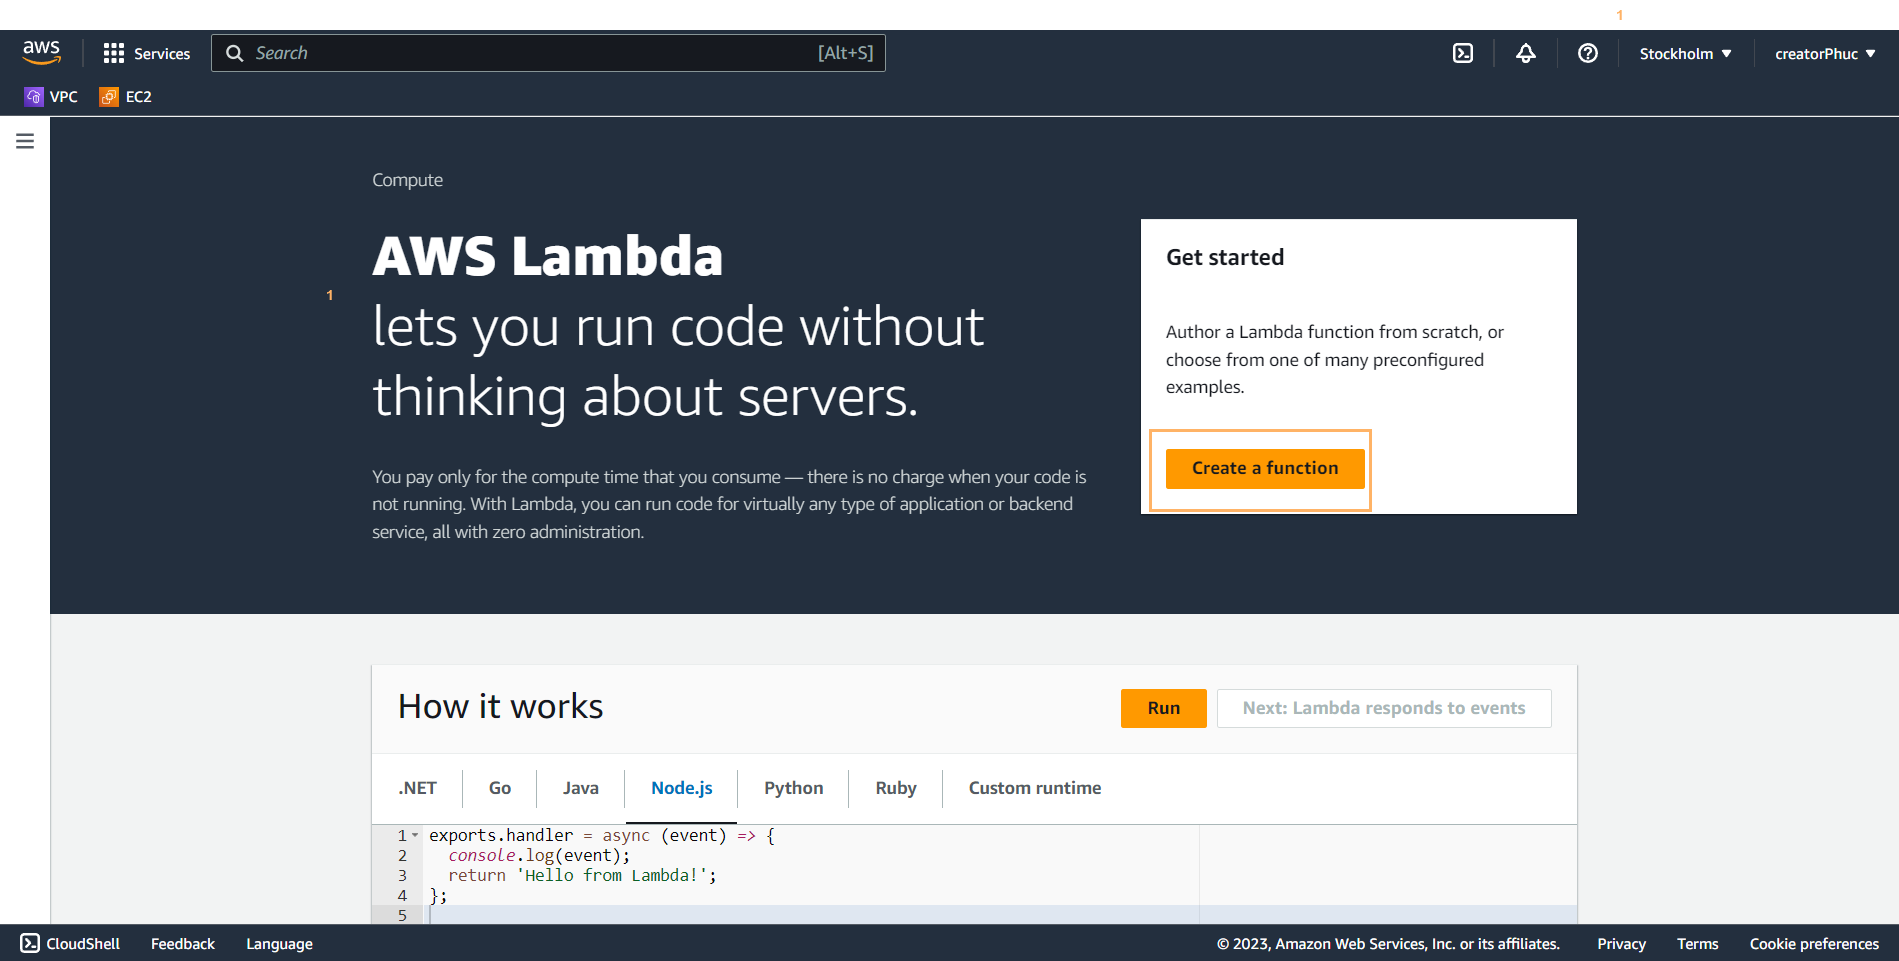 1
aws
Services
Search
[Alt+S]
Stockholm ▼
creatorPhuc ▼
VPC
EC2
Compute
AWS Lambda
lets you run code without
thinking about servers.
1
You pay only for the compute time that you consume — there is no charge when your code is
not running. With Lambda, you can run code for virtually any type of application or backend
service, all with zero administration.
Get started
Author a Lambda function from scratch, or
choose from one of many preconfigured
examples.
Create a function
How it works
Run
Next: Lambda responds to events
.NET
Go
Java
Node.js
Python
Ruby
Custom runtime
1 exports.handler = async (event) => {
2 console.log(event);
3 return 'Hello from Lambda!';
4 };
5
CloudShell
Feedback
Language
© 2023, Amazon Web Services, Inc. or its affiliates.
Privacy
Terms
Cookie preferences